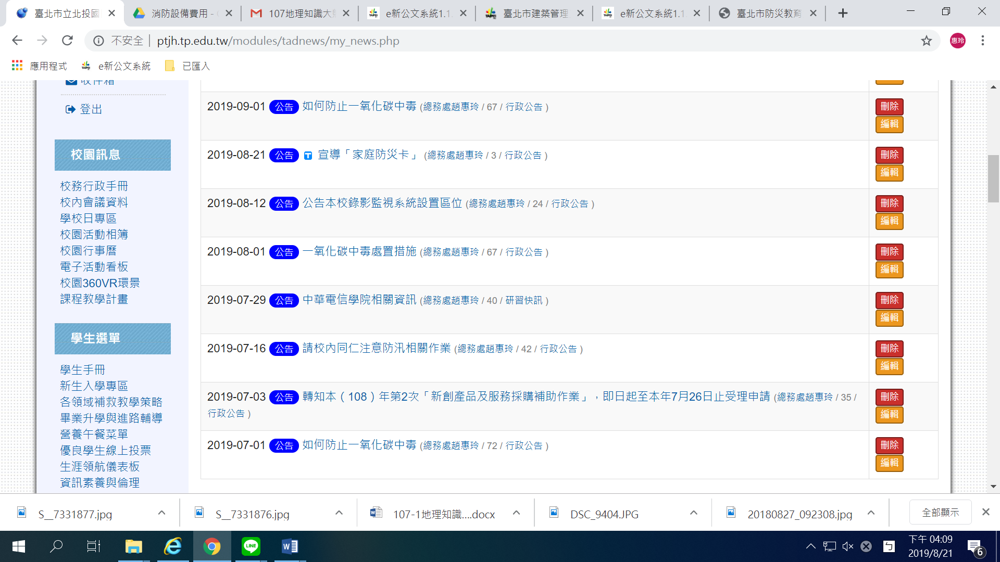 臺北市立北投國
消防設備費用 -
107地理知識大
e新公文系統1.1.
臺北市建築管理
e新公文系統1.1
臺北市防災教育
不安全
ptjh.tp.edu.tw/modules/tadnews/my_news.php
惠玲
應用程式
e新公文系統
已匯入
收件箱
登出
校園訊息
校務行政手冊
校內會議資料
學校日專區
校園活動相簿
校園行事曆
電子活動看板
校園360VR環景
課程教學計畫
學生選單
學生手冊
新生入學專區
各領域補救教學策略
畢業升學與進路輔導
營養午餐菜單
優良學生線上投票
生涯領航儀表板
資訊素養與倫理
2019-09-01 公告 如何防止一氧化碳中毒 (總務處趙惠玲 / 67 / 行政公告 )
刪除
編輯
2019-08-21 公告 T 宣導「家庭防災卡」 (總務處趙惠玲 / 3 / 行政公告 )
刪除
編輯
2019-08-12 公告 公告本校錄影監視系統設置區位 (總務處趙惠玲 / 24 / 行政公告 )
刪除
編輯
2019-08-01 公告 一氧化碳中毒處置措施 (總務處趙惠玲 / 67 / 行政公告 )
刪除
編輯
2019-07-29 公告 中華電信學院相關資訊 (總務處趙惠玲 / 40 / 研習快訊 )
刪除
編輯
2019-07-16 公告 請校內同仁注意防汛相關作業 (總務處趙惠玲 / 42 / 行政公告 )
刪除
編輯
2019-07-03 公告 轉知本（108）年第2次「新創產品及服務採購補助作業」，即日起至本年7月26日止受理申請 (總務處趙惠玲 / 35 /
行政公告 )
刪除
編輯
2019-07-01 公告 如何防止一氧化碳中毒 (總務處趙惠玲 / 72 / 行政公告 )
刪除
編輯
S__7331877.jpg
S__7331876.jpg
107-1地理知識....docx
DSC_9404.JPG
20180827_092308.jpg
全部顯示
LINE
ㄅ
下午 04:09
2019/8/21
6